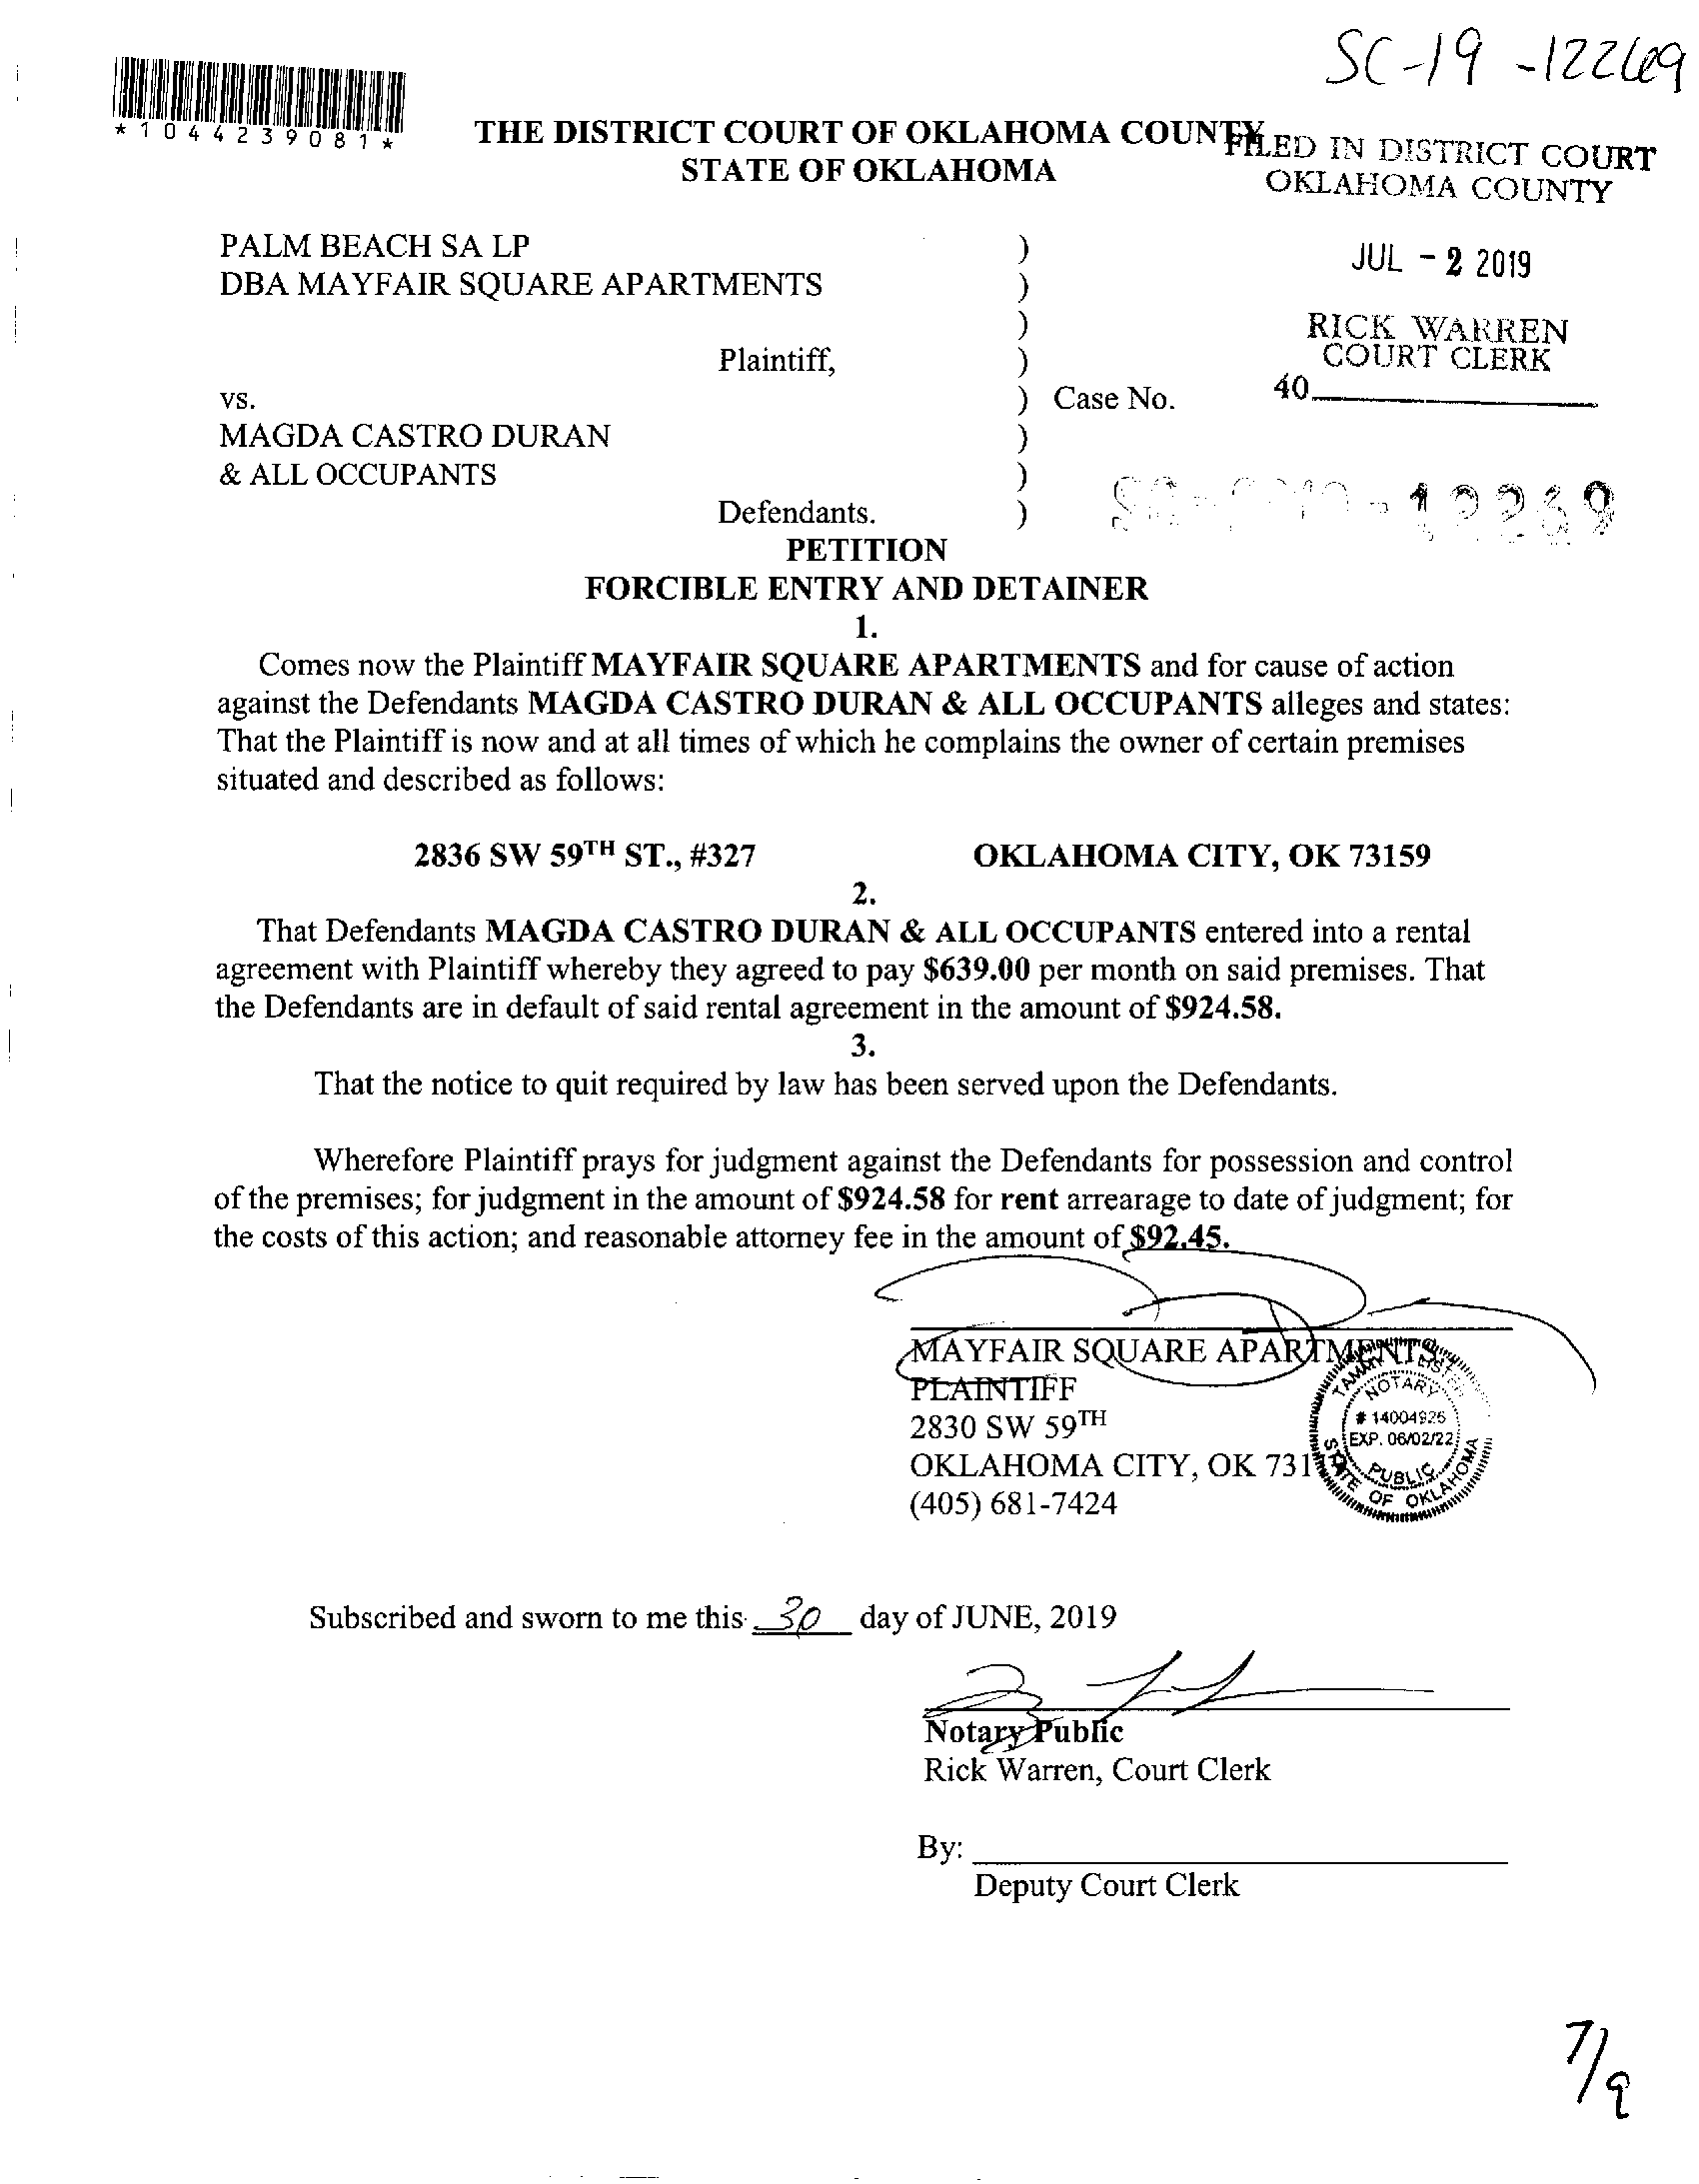 SC-19-12269
*1044239081*
THE DISTRICT COURT OF OKLAHOMA COUNTY
STATE OF OKLAHOMA
FILED IN DISTRICT COURT
OKLAHOMA COUNTY
JUL - 2 2019
RICK WARREN
COURT CLERK
40
PALM BEACH SA LP )
DBA MAYFAIR SQUARE APARTMENTS )
)
Plaintiff, )
vs. ) Case No.
MAGDA CASTRO DURAN )
& ALL OCCUPANTS )
Defendants. )
12269
PETITION
FORCIBLE ENTRY AND DETAINER
1.
Comes now the Plaintiff MAYFAIR SQUARE APARTMENTS and for cause of action
against the Defendants MAGDA CASTRO DURAN & ALL OCCUPANTS alleges and states:
That the Plaintiff is now and at all times of which he complains the owner of certain premises
situated and described as follows:
2836 SW 59TH ST., #327 OKLAHOMA CITY, OK 73159
2.
That Defendants MAGDA CASTRO DURAN & ALL OCCUPANTS entered into a rental
agreement with Plaintiff whereby they agreed to pay $639.00 per month on said premises. That
the Defendants are in default of said rental agreement in the amount of $924.58.
3.
That the notice to quit required by law has been served upon the Defendants.
Wherefore Plaintiff prays for judgment against the Defendants for possession and control
of the premises; for judgment in the amount of $924.58 for rent arrearage to date of judgment; for
the costs of this action; and reasonable attorney fee in the amount of $92.45.
MAYFAIR SQUARE APARTMENTS
PLAINTIFF
2830 SW 59TH
OKLAHOMA CITY, OK
(405) 681-7424
NOTARY
# 14004926
EXP. 06/02/22
PUBLIC
STATE OF OKLAHOMA
Subscribed and sworn to me this 30 day of JUNE, 2019
Notary Public
Rick Warren, Court Clerk
By:
Deputy Court Clerk
7/9